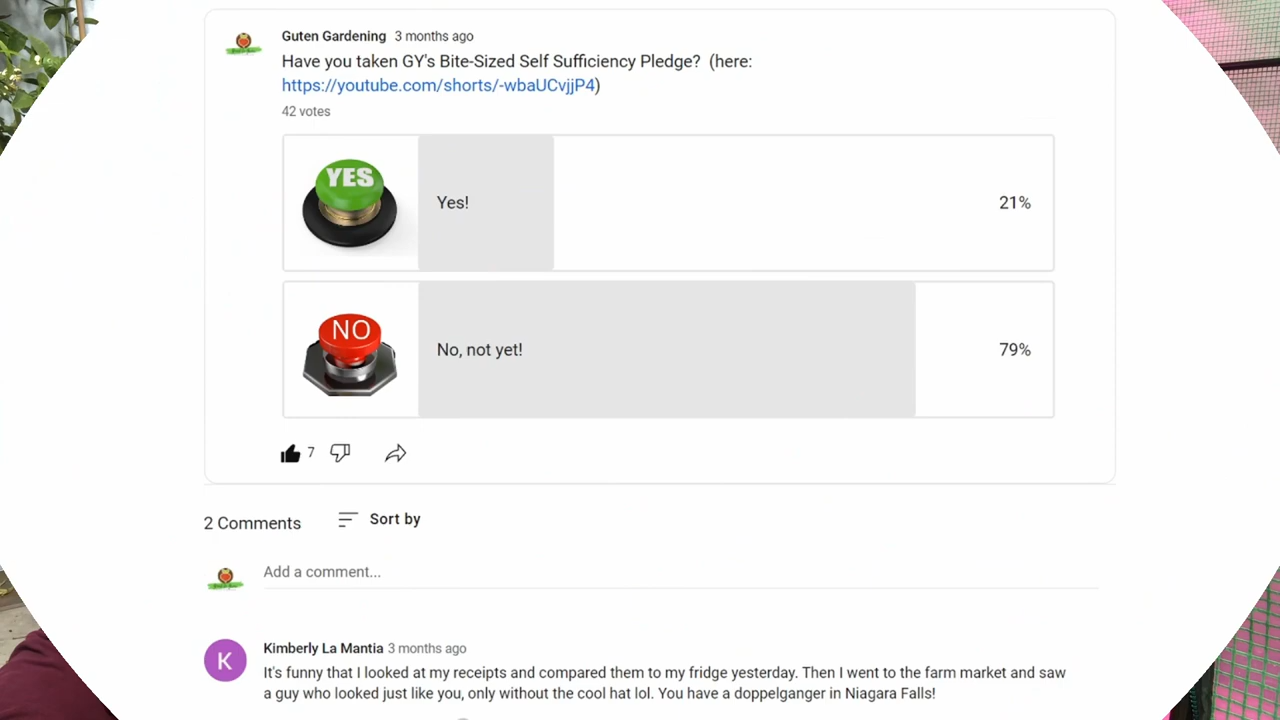 Guten Gardening 3 months ago
Have you taken GY's Bite-Sized Self Sufficiency Pledge? (here:
https://youtube.com/shorts/-wbaUCvjjP4)
42 votes
YES
Yes!
21%
NO
No, not yet!
79%
7
2 Comments
Sort by
Add a comment...
K
Kimberly La Mantia 3 months ago
It's funny that I looked at my receipts and compared them to my fridge yesterday. Then I went to the farm market and saw
a guy who looked just like you, only without the cool hat lol. You have a doppelganger in Niagara Falls!